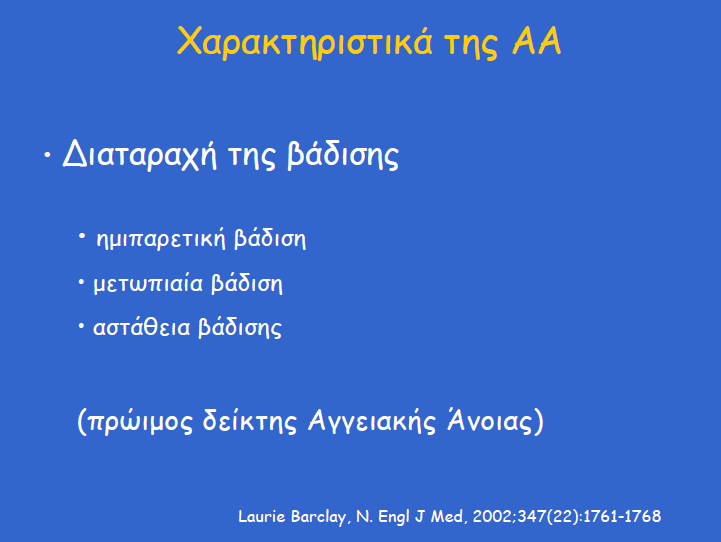 Χαρακτηριστικά της ΑΑ
• Διαταραχή της βάδισης
• ημιπαρετική βάδιση
• μετωπιαία βάδιση
• αστάθεια βάδισης
(πρώιμος δείκτης Αγγειακής Άνοιας)
Laurie Barclay, N. Engl J Med, 2002;347(22):1761-1768